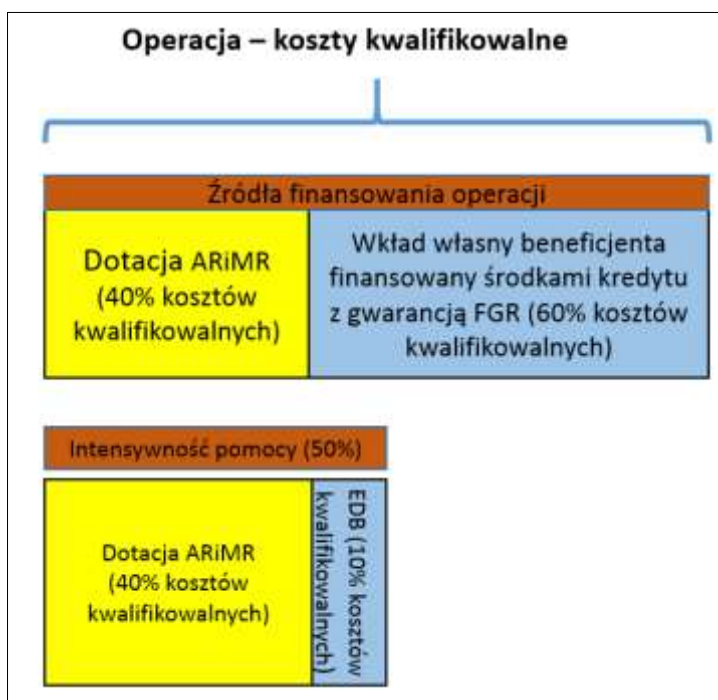 Operacja – koszty kwalifikowalne
Źródła finansowania operacji
Dotacja ARiMR
(40% kosztów
kwalifikowalnych)
Wkład własny beneficjenta
finansowany środkami kredytu
z gwarancją FGR (60% kosztów
kwalifikowalnych)
Intensywność pomocy (50%)
Dotacja ARiMR
(40% kosztów
kwalifikowalnych)
EDB (10% kosztów
kwalifikowalnych)